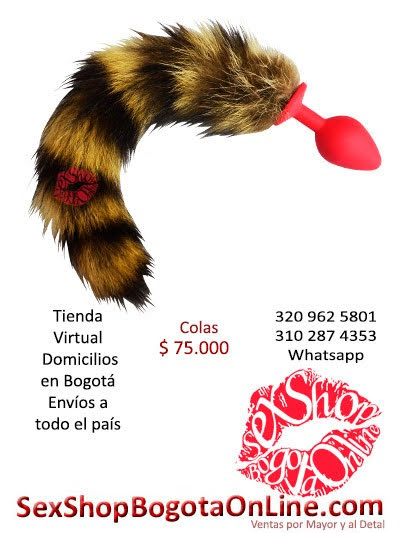 Tienda
Virtual
Domicilios
en Bogotá
Envíos a
todo el país
Colas
$ 75.000
320 962 5801
310 287 4353
Whatsapp
SexShop
Bogotá
OnLine
SexShopBogotaOnLine.com
Ventas por Mayor y al Detal